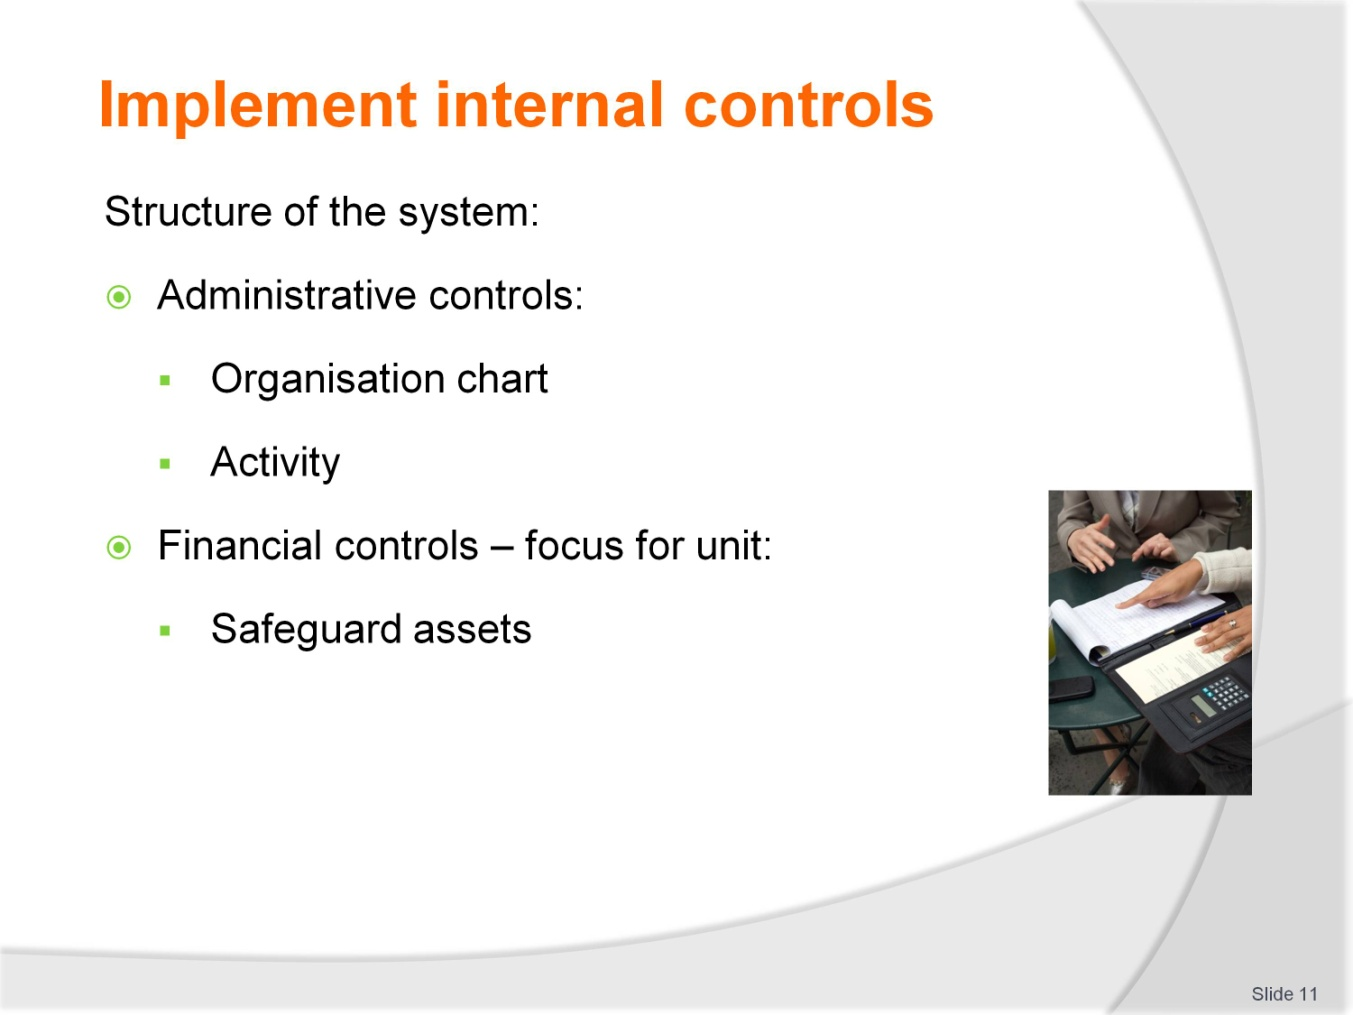 Implement internal controls
Structure of the system:
Administrative controls:
Organisation chart
Activity
Financial controls – focus for unit:
Safeguard assets
Slide 11